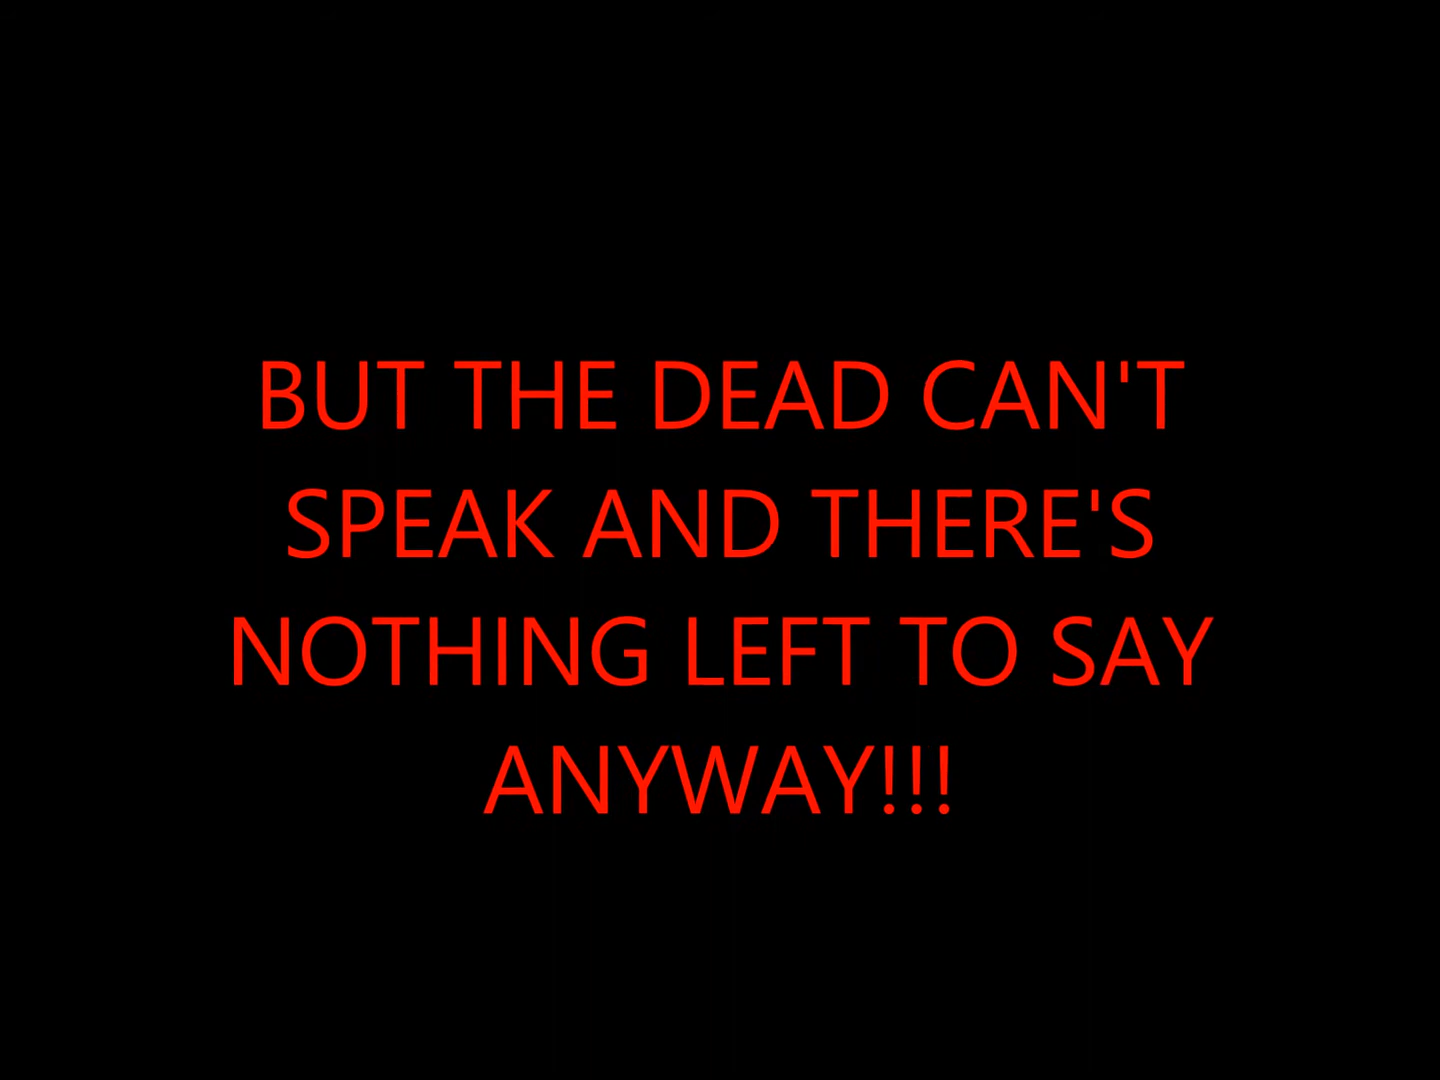 BUT THE DEAD CAN'T
SPEAK AND THERE'S
NOTHING LEFT TO SAY
ANYWAY!!!